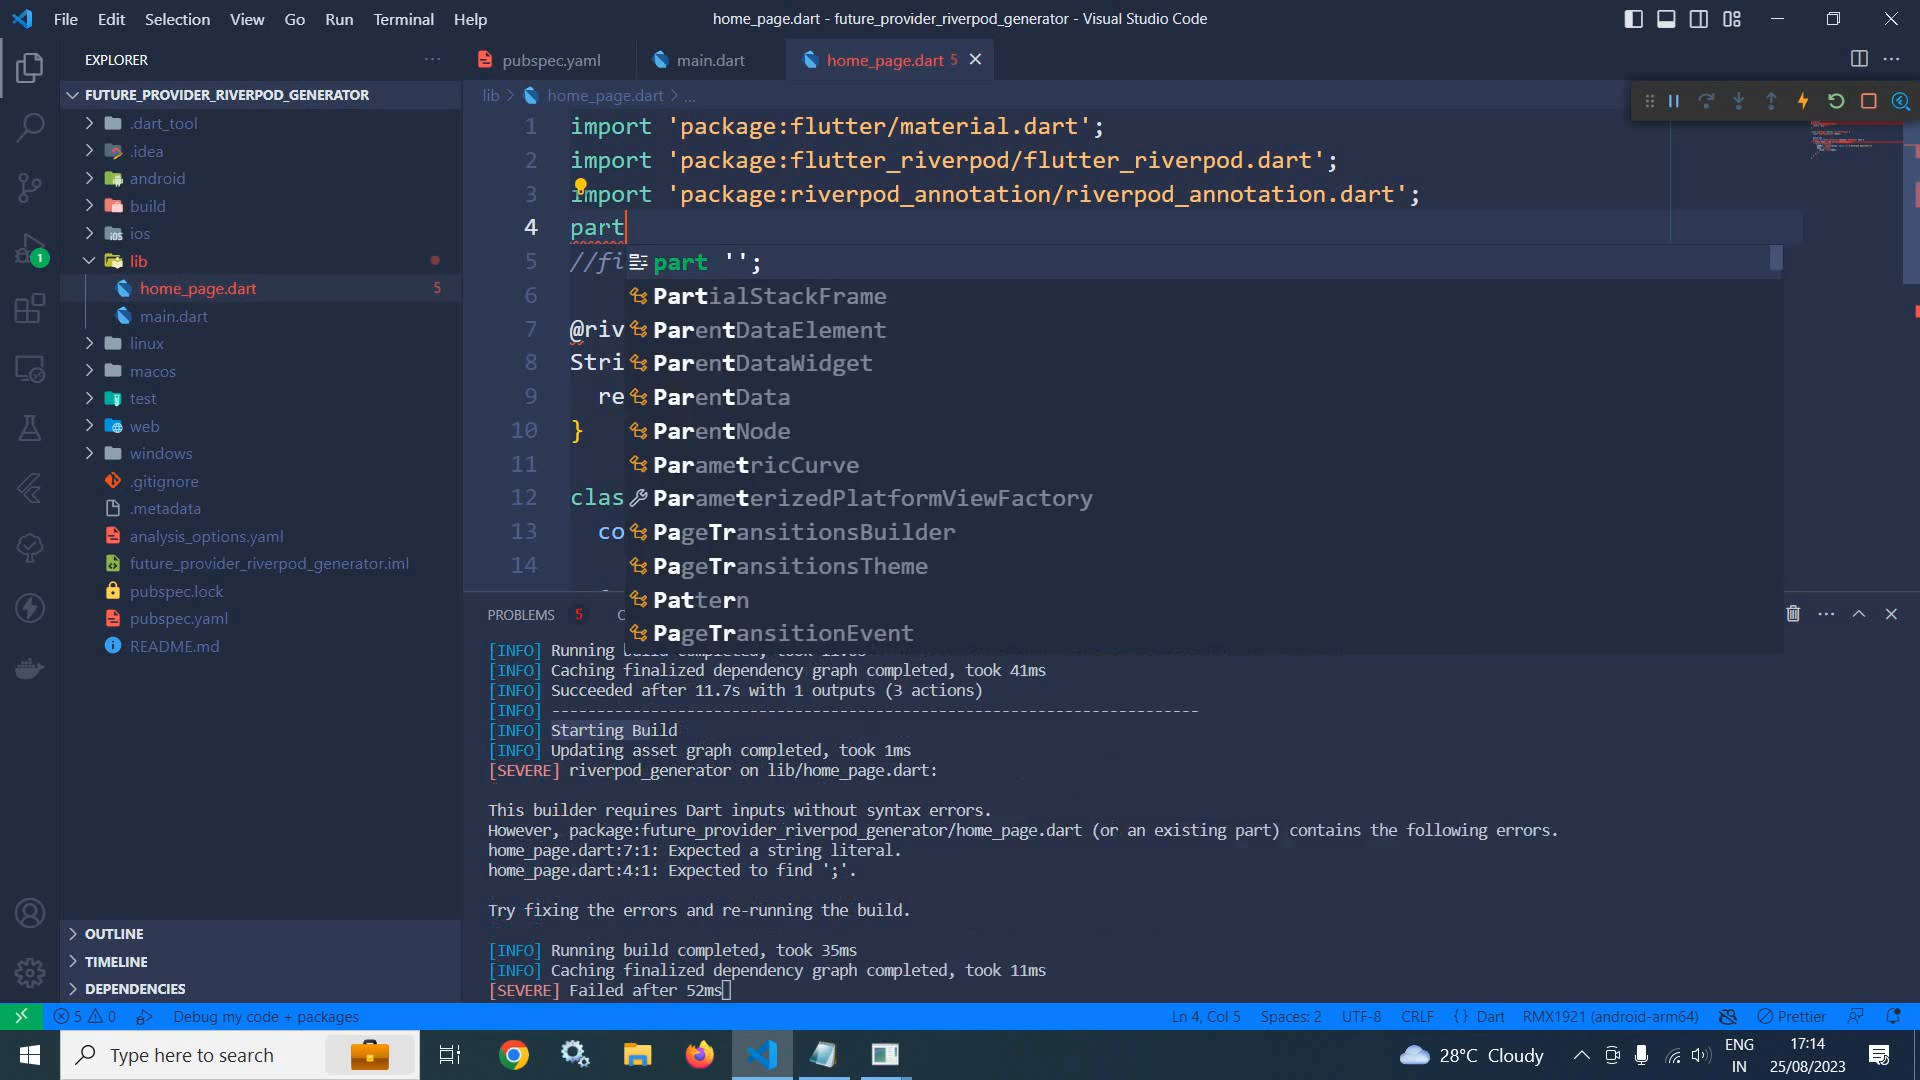 File Edit Selection View Go Run Terminal Help
home_page.dart - future_provider_riverpod_generator - Visual Studio Code
EXPLORER
FUTURE_PROVIDER_RIVERPOD_GENERATOR
.dart_tool
.idea
android
build
ios
lib
home_page.dart 5
main.dart
linux
macos
test
web
windows
.gitignore
.metadata
analysis_options.yaml
future_provider_riverpod_generator.iml
pubspec.lock
pubspec.yaml
README.md
OUTLINE
TIMELINE
DEPENDENCIES
1
pubspec.yaml main.dart home_page.dart 5
lib > home_page.dart > ...
1 import 'package:flutter/material.dart';
2 import 'package:flutter_riverpod/flutter_riverpod.dart';
3 import 'package:riverpod_annotation/riverpod_annotation.dart';
4 part
5 //fi
6
7 @riv
8 Stri
9 re
10 }
11
12 clas
13 co
14
part '';
PartialStackFrame
ParentDataElement
ParentDataWidget
ParentData
ParentNode
ParametricCurve
ParameterizedPlatformViewFactory
PageTransitionsBuilder
PageTransitionsTheme
Pattern
PageTransitionEvent
PROBLEMS 5
[INFO] Running build completed, took 11.6s
[INFO] Caching finalized dependency graph completed, took 41ms
[INFO] Succeeded after 11.7s with 1 outputs (3 actions)
[INFO] ------------------------------------------------------------------------
[INFO] Starting Build
[INFO] Updating asset graph completed, took 1ms
[SEVERE] riverpod_generator on lib/home_page.dart:
This builder requires Dart inputs without syntax errors.
However, package:future_provider_riverpod_generator/home_page.dart (or an existing part) contains the following errors.
home_page.dart:7:1: Expected a string literal.
home_page.dart:4:1: Expected to find ';'.
Try fixing the errors and re-running the build.
[INFO] Running build completed, took 35ms
[INFO] Caching finalized dependency graph completed, took 11ms
[SEVERE] Failed after 52ms
5 0 Debug my code + packages
Ln 4, Col 5 Spaces: 2 UTF-8 CRLF {} Dart RMX1921 (android-arm64) Prettier
Type here to search
28°C Cloudy
ENG
IN
17:14
25/08/2023